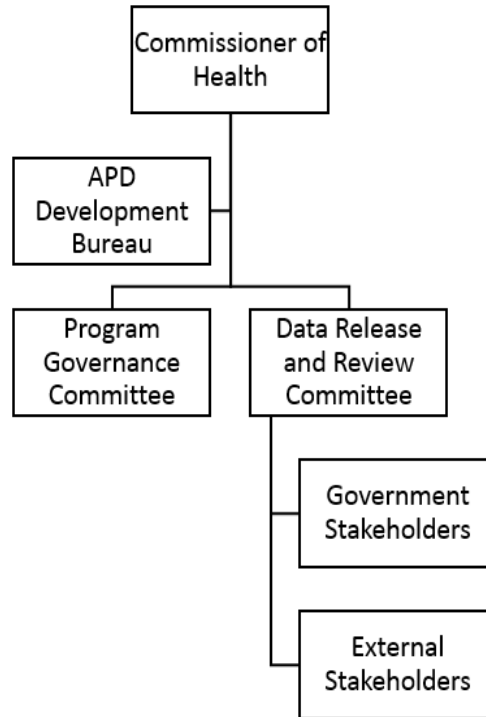 Commissioner of
Health
APD
Development
Bureau
Program
Governance
Committee
Data Release
and Review
Committee
Government
Stakeholders
External
Stakeholders